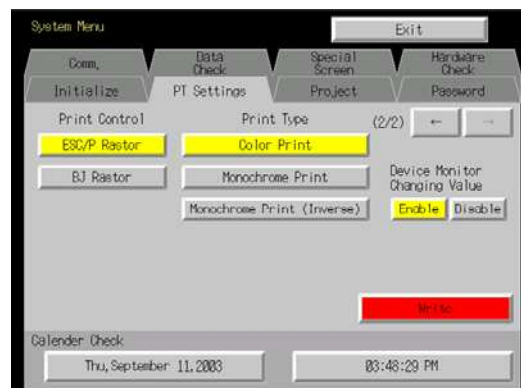 System Menu
Exit
Comm.
Data Check
Special Screen
Hardware Check
Initialize
PT Settings
Project
Password
Print Control
Print Type
(2/2)
←
→
ESC/P Rastor
Color Print
BJ Rastor
Monochrome Print
Device Monitor
Changing Value
Monochrome Print (Inverse)
Enable
Disable
Write
Calender Check
Thu,September 11,2003
03:48:29 PM